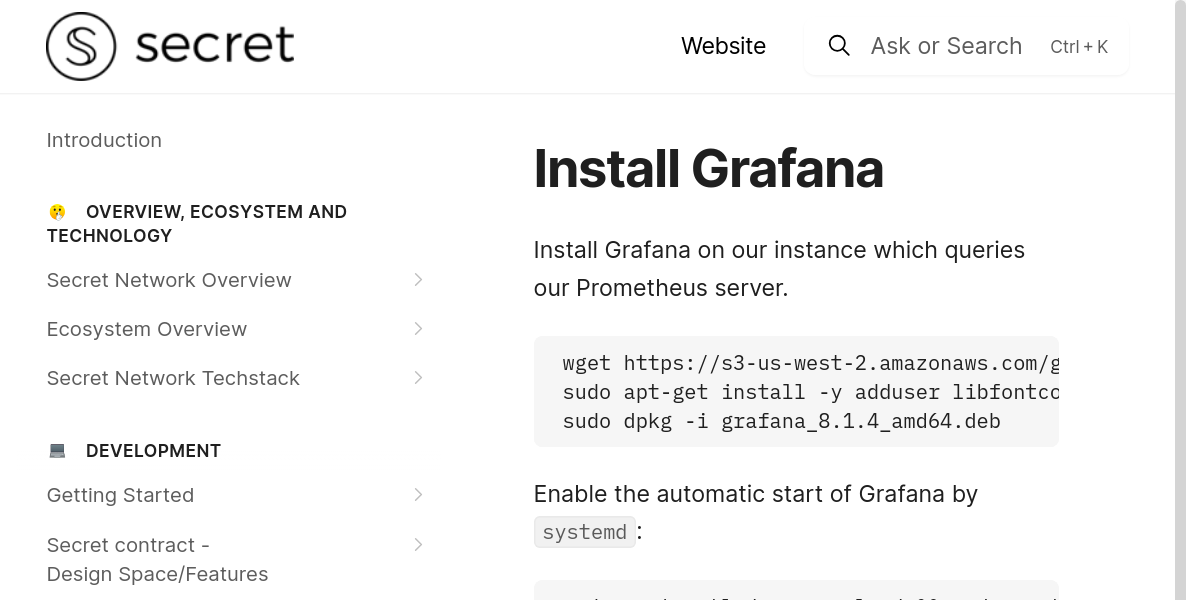 secret
Website
Ask or Search
Ctrl + K
Introduction
OVERVIEW, ECOSYSTEM AND
TECHNOLOGY
Secret Network Overview
Ecosystem Overview
Secret Network Techstack
DEVELOPMENT
Getting Started
Secret contract -
Design Space/Features
Install Grafana
Install Grafana on our instance which queries
our Prometheus server.
wget https://s3-us-west-2.amazonaws.com/g
sudo apt-get install -y adduser libfontco
sudo dpkg -i grafana_8.1.4_amd64.deb
Enable the automatic start of Grafana by
systemd: